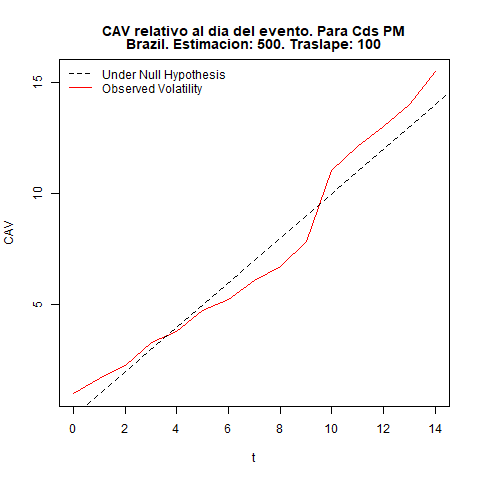 CAV relativo al dia del evento. Para Cds PM
Brazil. Estimacion: 500. Traslape: 100
Under Null Hypothesis
Observed Volatility
15
10
5
CAV
0 2 4 6 8 10 12 14
t